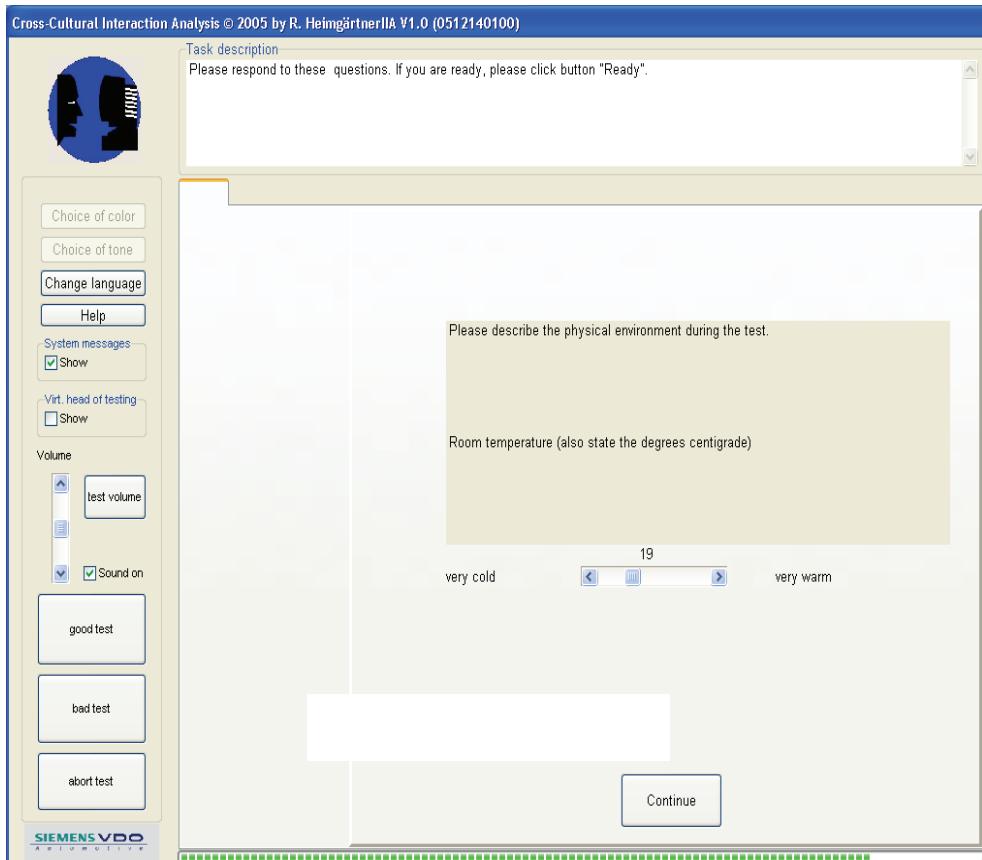 Cross-Cultural Interaction Analysis © 2005 by R. HeimgärtnerIIA V1.0 (0512140100)
Task description
Please respond to these  questions. If you are ready, please click button "Ready".
Choice of color
Choice of tone
Change language
Help
System messages
Show
Virt. head of testing
Show
Volume
test volume
Sound on
good test
bad test
abort test
SIEMENS VDO
Automotive
Please describe the physical environment during the test.
Room temperature (also state the degrees centigrade)
19
very cold
very warm
Continue